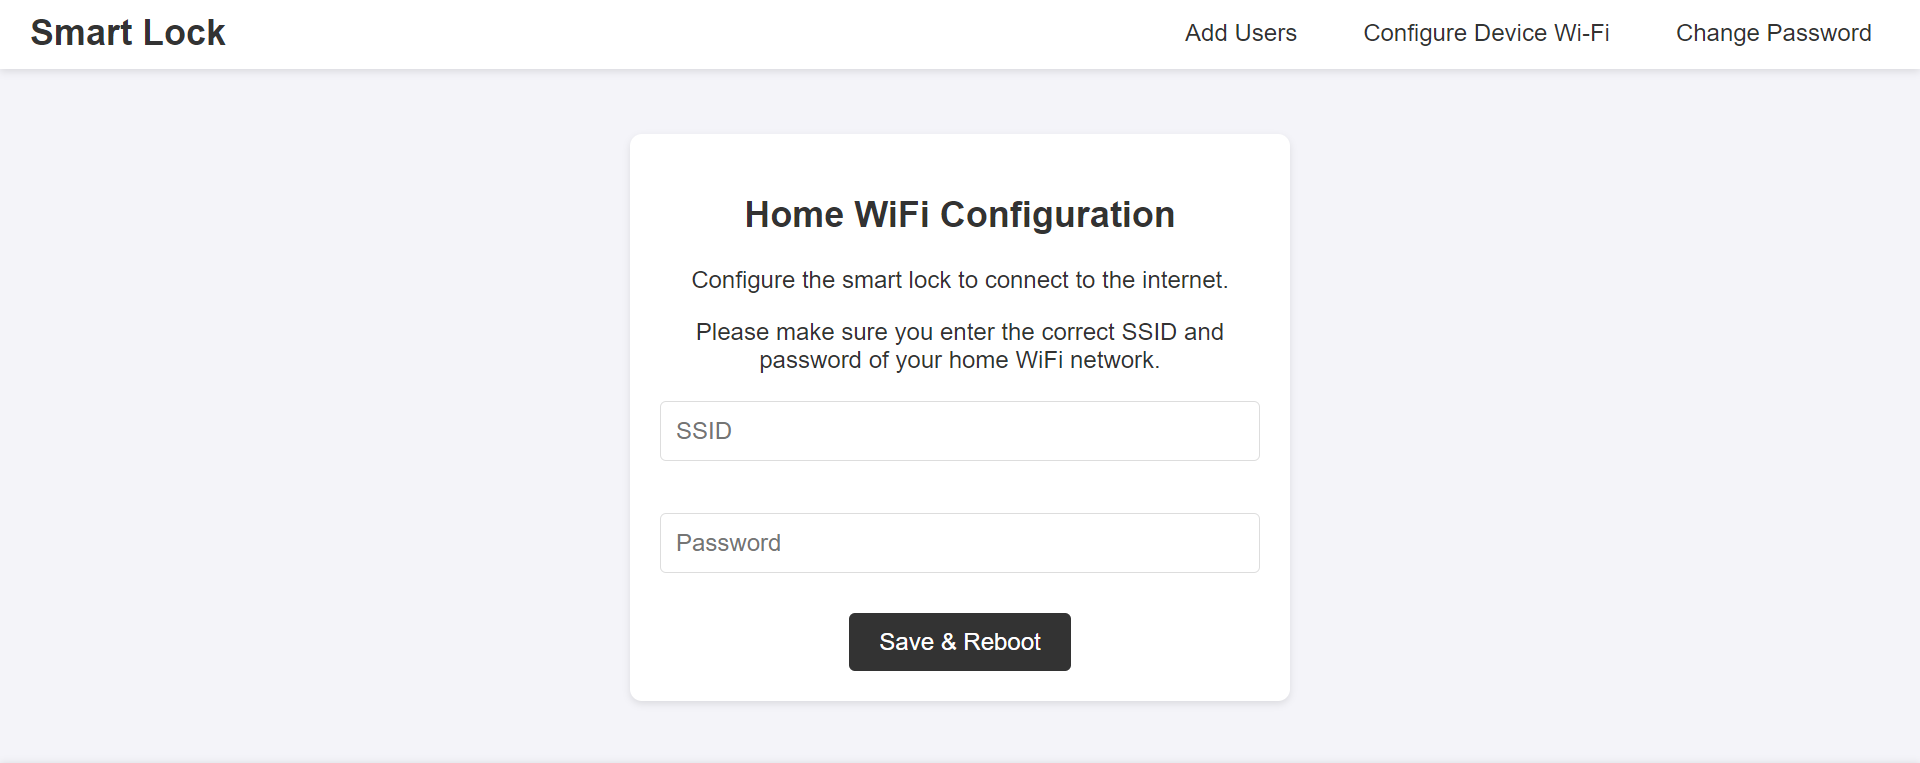 Smart Lock
Add Users
Configure Device Wi-Fi
Change Password
Home WiFi Configuration
Configure the smart lock to connect to the internet.
Please make sure you enter the correct SSID and
password of your home WiFi network.
SSID
Password
Save & Reboot